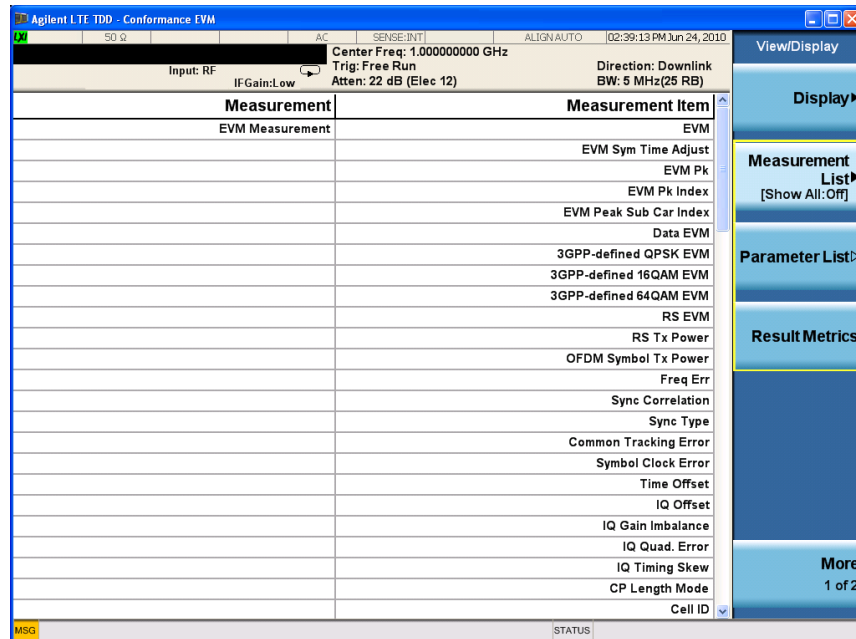 Agilent LTE TDD - Conformance EVM
LXI 50 Ω AC SENSE:INT ALIGN AUTO 02:39:13 PM Jun 24, 2010
Center Freq: 1.000000000 GHz
Input: RF Trig: Free Run Direction: Downlink
IFGain:Low Atten: 22 dB (Elec 12) BW: 5 MHz(25 RB)
Measurement Measurement Item
EVM Measurement EVM
EVM Sym Time Adjust
EVM Pk
EVM Pk Index
EVM Peak Sub Car Index
Data EVM
3GPP-defined QPSK EVM
3GPP-defined 16QAM EVM
3GPP-defined 64QAM EVM
RS EVM
RS Tx Power
OFDM Symbol Tx Power
Freq Err
Sync Correlation
Sync Type
Common Tracking Error
Symbol Clock Error
Time Offset
IQ Offset
IQ Gain Imbalance
IQ Quad. Error
IQ Timing Skew
CP Length Mode
Cell ID
View/Display
Display
Measurement
List
[Show All:Off]
Parameter List
Result Metrics
More
1 of 2
MSG STATUS